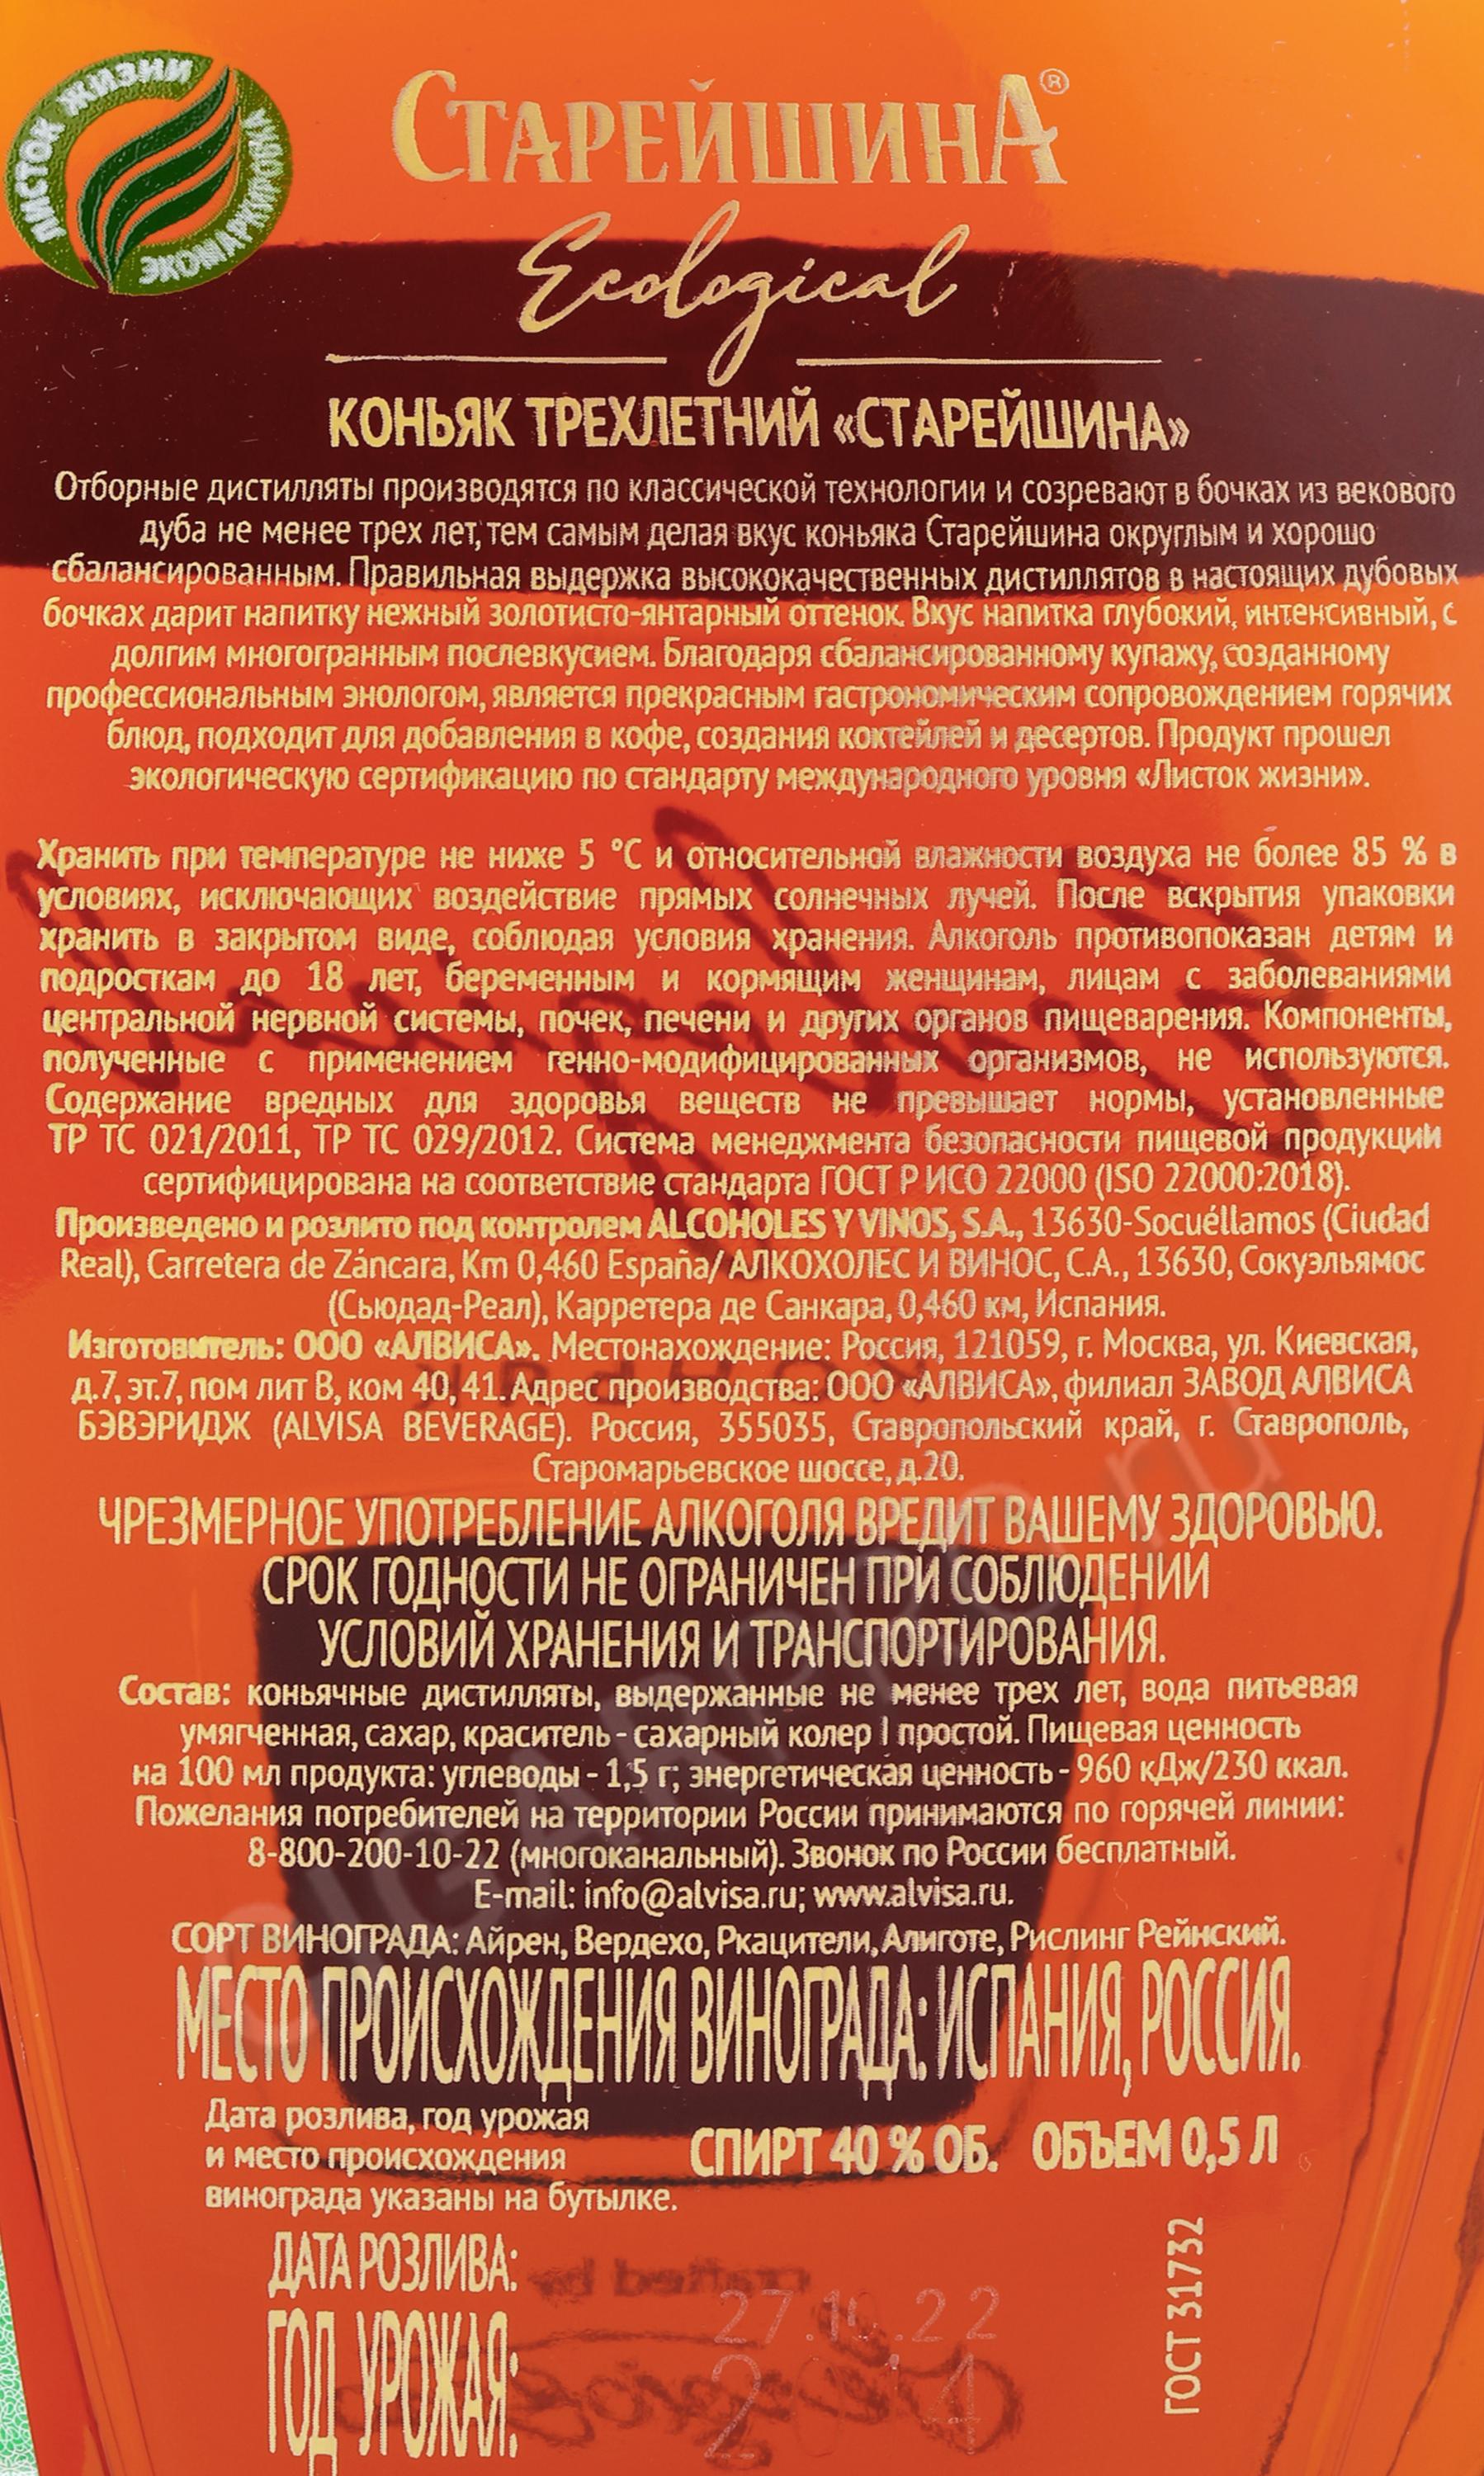 ЛИСТОК ЖИЗНИ
ЭКОМАРКИРОВКА
СТАРЕЙШИНА®
Ecological
КОНЬЯК ТРЕХЛЕТНИЙ «СТАРЕЙШИНА»
Отборные дистилляты производятся по классической технологии и созревают в бочках из векового
дуба не менее трех лет, тем самым делая вкус коньяка Старейшина округлым и хорошо
сбалансированным. Правильная выдержка высококачественных дистиллятов в настоящих дубовых
бочках дарит напитку нежный золотисто-янтарный оттенок. Вкус напитка глубокий, интенсивный, с
долгим многогранным послевкусием. Благодаря сбалансированному купажу, созданному
профессиональным энологом, является прекрасным гастрономическим сопровождением горячих
блюд, подходит для добавления в кофе, создания коктейлей и десертов. Продукт прошел
экологическую сертификацию по стандарту международного уровня «Листок жизни».
Хранить при температуре не ниже 5 °С и относительной влажности воздуха не более 85 % в
условиях, исключающих воздействие прямых солнечных лучей. После вскрытия упаковки
хранить в закрытом виде, соблюдая условия хранения. Алкоголь противопоказан детям и
подросткам до 18 лет, беременным и кормящим женщинам, лицам с заболеваниями
центральной нервной системы, почек, печени и других органов пищеварения. Компоненты,
полученные с применением генно-модифицированных организмов, не используются.
Содержание вредных для здоровья веществ не превышает нормы, установленные
ТР ТС 021/2011, ТР ТС 029/2012. Система менеджмента безопасности пищевой продукции
сертифицирована на соответствие стандарта ГОСТ Р ИСО 22000 (ISO 22000:2018).
Произведено и розлито под контролем ALCOHOLES Y VINOS, S.A., 13630-Socuéllamos (Ciudad
Real), Carretera de Záncara, Km 0,460 España/ АЛКОХОЛЕС И ВИНОС, С.А., 13630, Сокуэльямос
(Сьюдад-Реал), Карретера де Санкара, 0,460 км, Испания.
Изготовитель: ООО «АЛВИСА». Местонахождение: Россия, 121059, г. Москва, ул. Киевская,
д.7, эт.7, пом лит В, ком 40, 41. Адрес производства: ООО «АЛВИСА», филиал ЗАВОД АЛВИСА
БЭВЭРИДЖ (ALVISA BEVERAGE). Россия, 355035, Ставропольский край, г. Ставрополь,
Старомарьевское шоссе, д.20.
ЧРЕЗМЕРНОЕ УПОТРЕБЛЕНИЕ АЛКОГОЛЯ ВРЕДИТ ВАШЕМУ ЗДОРОВЬЮ.
СРОК ГОДНОСТИ НЕ ОГРАНИЧЕН ПРИ СОБЛЮДЕНИИ
УСЛОВИЙ ХРАНЕНИЯ И ТРАНСПОРТИРОВАНИЯ.
Состав: коньячные дистилляты, выдержанные не менее трех лет, вода питьевая
умягченная, сахар, краситель - сахарный колер I простой. Пищевая ценность
на 100 мл продукта: углеводы - 1,5 г; энергетическая ценность - 960 кДж/230 ккал.
Пожелания потребителей на территории России принимаются по горячей линии:
8-800-200-10-22 (многоканальный). Звонок по России бесплатный.
E-mail: info@alvisa.ru; www.alvisa.ru.
СОРТ ВИНОГРАДА: Айрен, Вердехо, Ркацители, Алиготе, Рислинг Рейнский.
МЕСТО ПРОИСХОЖДЕНИЯ ВИНОГРАДА: ИСПАНИЯ, РОССИЯ.
Дата розлива, год урожая
и место происхождения
винограда указаны на бутылке.
СПИРТ 40 % ОБ. ОБЪЕМ 0,5 Л
ДАТА РОЗЛИВА:
ГОД УРОЖАЯ:
ГОСТ 31732